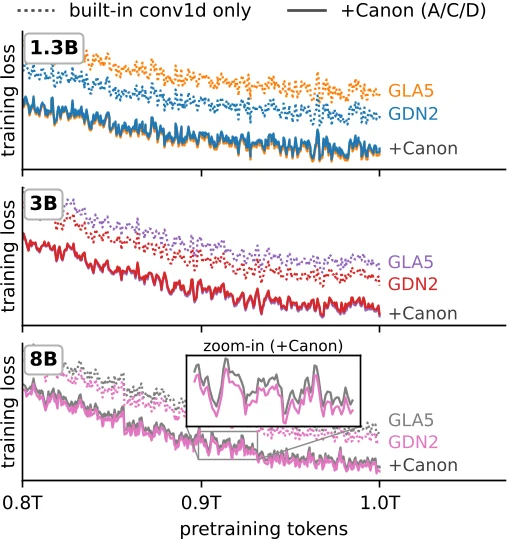 built-in conv1d only +Canon (A/C/D)
1.3B
training loss
GLA5
GDN2
+Canon
3B
training loss
GLA5
GDN2
+Canon
8B
training loss
zoom-in (+Canon)
GLA5
GDN2
+Canon
0.8T 0.9T 1.0T
pretraining tokens